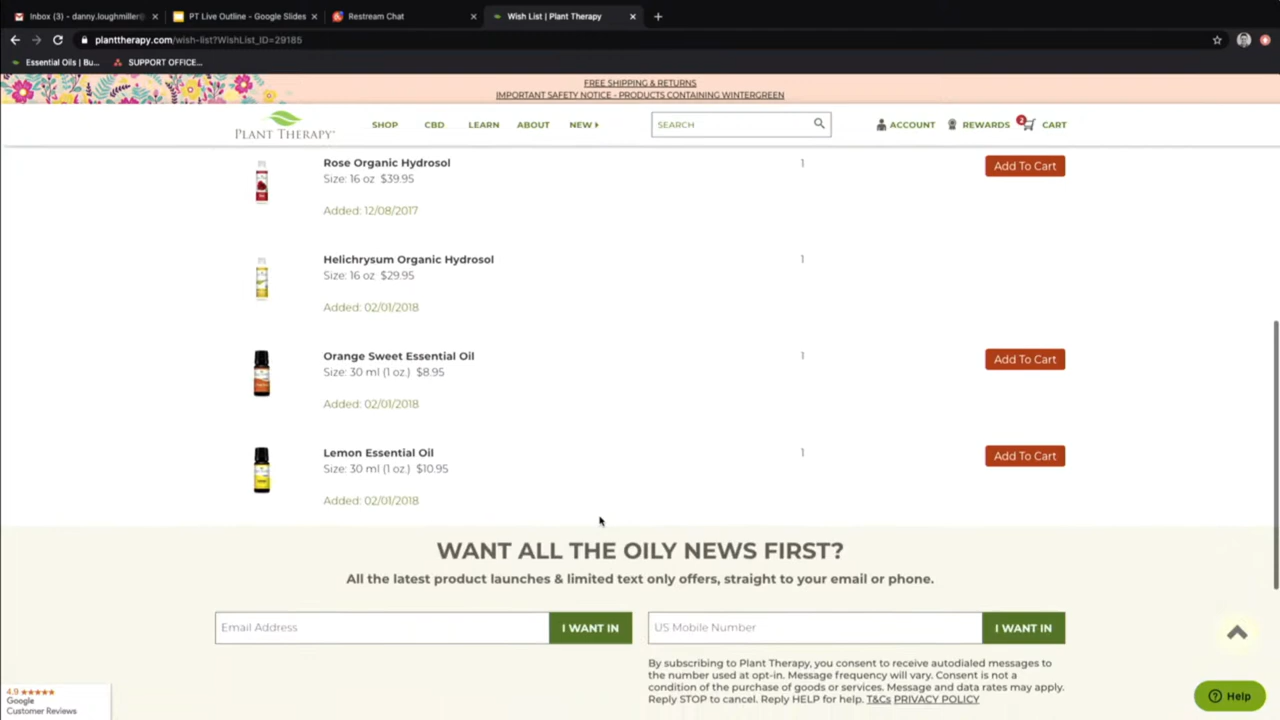 Inbox (3) - danny.loughmiller@
PT Live Outline - Google Slides
Restream Chat
Wish List | Plant Therapy
planttherapy.com/wish-list?WishList_ID=29185
Essential Oils | Bu...
SUPPORT OFFICE...
FREE SHIPPING & RETURNS
IMPORTANT SAFETY NOTICE - PRODUCTS CONTAINING WINTERGREEN
PLANT THERAPY
SHOP
CBD
LEARN
ABOUT
NEW
SEARCH
ACCOUNT
REWARDS
2
CART
Rose Organic Hydrosol
1
Add To Cart
Size: 16 oz $39.95
Added: 12/08/2017
Helichrysum Organic Hydrosol
1
Size: 16 oz $29.95
Added: 02/01/2018
Orange Sweet Essential Oil
1
Add To Cart
Size: 30 ml (1 oz.) $8.95
Added: 02/01/2018
Lemon Essential Oil
1
Add To Cart
Size: 30 ml (1 oz.) $10.95
Added: 02/01/2018
WANT ALL THE OILY NEWS FIRST?
All the latest product launches & limited text only offers, straight to your email or phone.
Email Address
I WANT IN
US Mobile Number
I WANT IN
By subscribing to Plant Therapy, you consent to receive autodialed messages to
the number used at opt-in. Message frequency will vary. Consent is not a
condition of the purchase of goods or services. Message and data rates may apply.
Reply STOP to cancel. Reply HELP for help. T&Cs PRIVACY POLICY
4.9
Google
Customer Reviews
Help